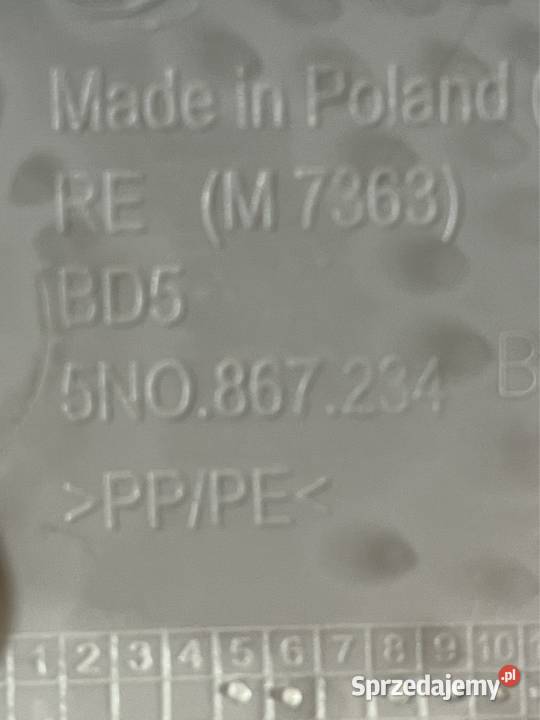 Made in Poland (
RE (M 7363)
BD5
5NO.867.234
B
>PP/PE<
1 2 3 4 5 6 7 8 9 10
Sprzedajemy.pl